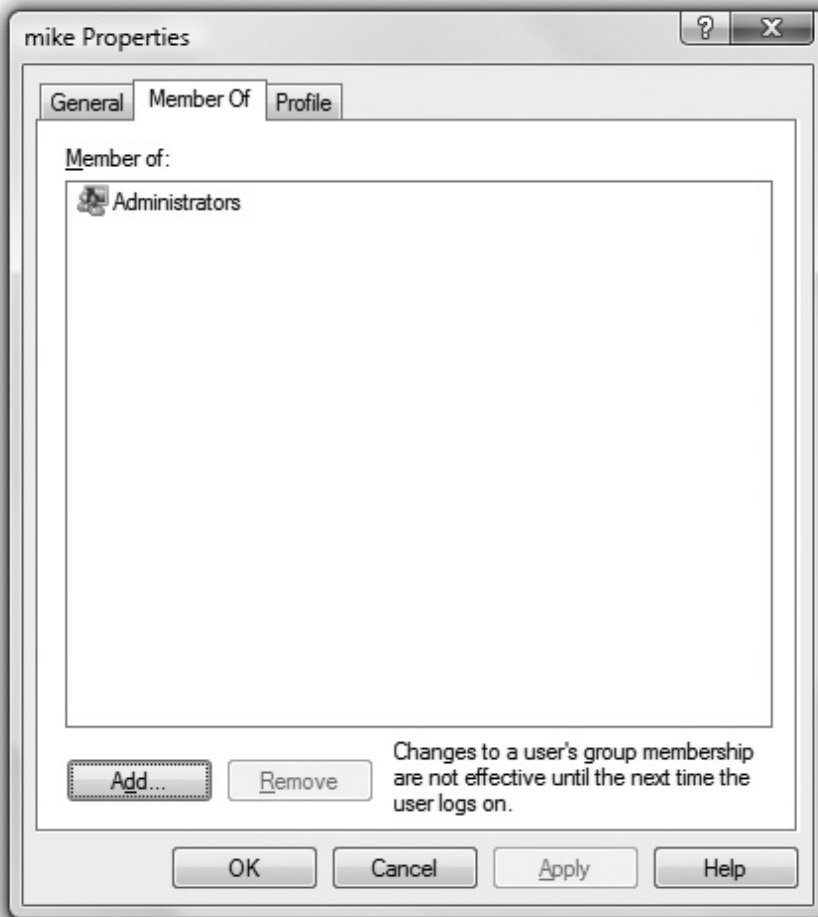 mike Properties
General Member Of Profile
Member of:
Administrators
Add... Remove
Changes to a user's group membership
are not effective until the next time the
user logs on.
OK Cancel Apply Help